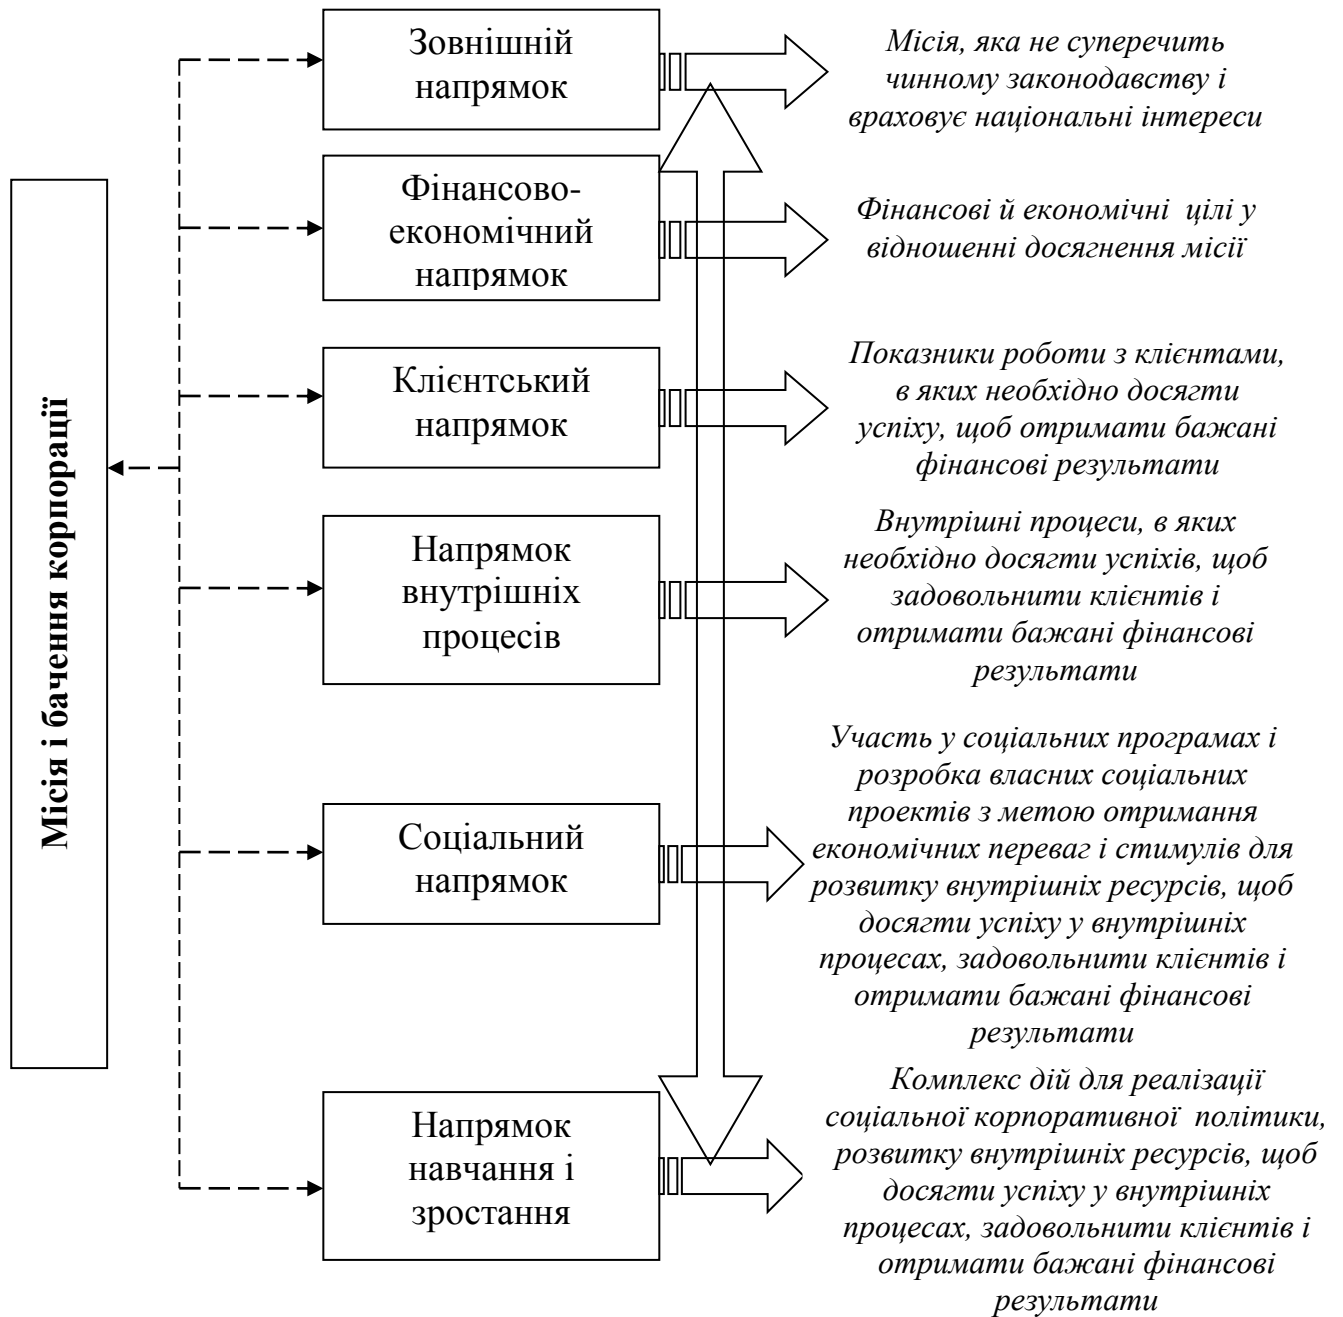 Місія і бачення корпорації
Зовнішній
напрямок
Місія, яка не суперечить
чинному законодавству і
враховує національні інтереси
Фінансово-
економічний
напрямок
Фінансові й економічні цілі у
відношенні досягнення місії
Клієнтський
напрямок
Показники роботи з клієнтами,
в яких необхідно досягти
успіху, щоб отримати бажані
фінансові результати
Напрямок
внутрішніх
процесів
Внутрішні процеси, в яких
необхідно досягти успіхів, щоб
задовольнити клієнтів і
отримати бажані фінансові
результати
Соціальний
напрямок
Участь у соціальних програмах і
розробка власних соціальних
проектів з метою отримання
економічних переваг і стимулів для
розвитку внутрішніх ресурсів, щоб
досягти успіху у внутрішніх
процесах, задовольнити клієнтів і
отримати бажані фінансові
результати
Напрямок
навчання і
зростання
Комплекс дій для реалізації
соціальної корпоративної політики,
розвитку внутрішніх ресурсів, щоб
досягти успіху у внутрішніх
процесах, задовольнити клієнтів і
отримати бажані фінансові
результати